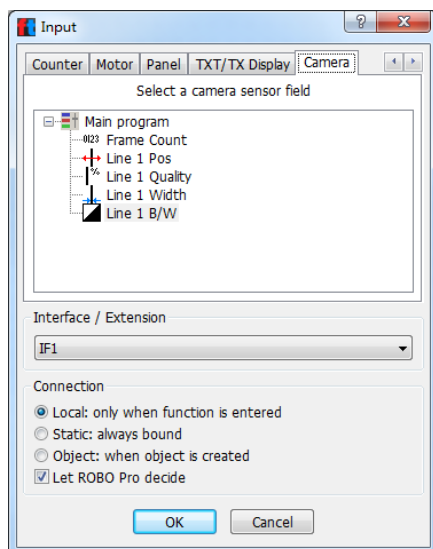 Input
Counter Motor Panel TXT/TX Display Camera
Select a camera sensor field
Main program
0123 Frame Count
Line 1 Pos
% Line 1 Quality
Line 1 Width
Line 1 B/W
Interface / Extension
IF1
Connection
Local: only when function is entered
Static: always bound
Object: when object is created
Let ROBO Pro decide
OK Cancel